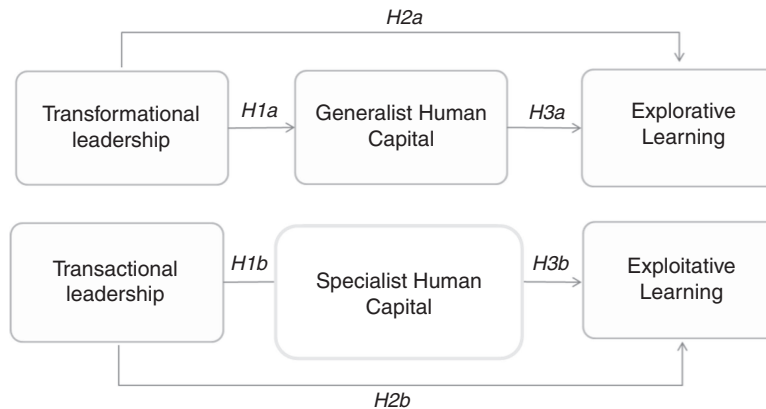 H2a
Transformational
leadership
H1a
Generalist Human
Capital
H3a
Explorative
Learning
Transactional
leadership
H1b
Specialist Human
Capital
H3b
Exploitative
Learning
H2b